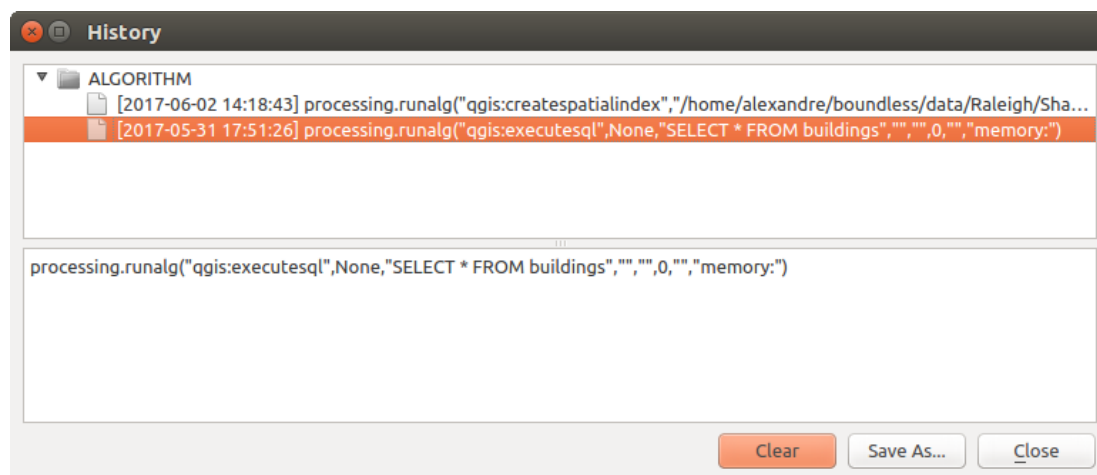 History
ALGORITHM
[2017-06-02 14:18:43] processing.runalg("qgis:createspatialindex","/home/alexandre/boundless/data/Raleigh/Sha...
[2017-05-31 17:51:26] processing.runalg("qgis:executesql",None,"SELECT * FROM buildings","","",0,"","memory:")
processing.runalg("qgis:executesql",None,"SELECT * FROM buildings","","",0,"","memory:")
Clear Save As... Close